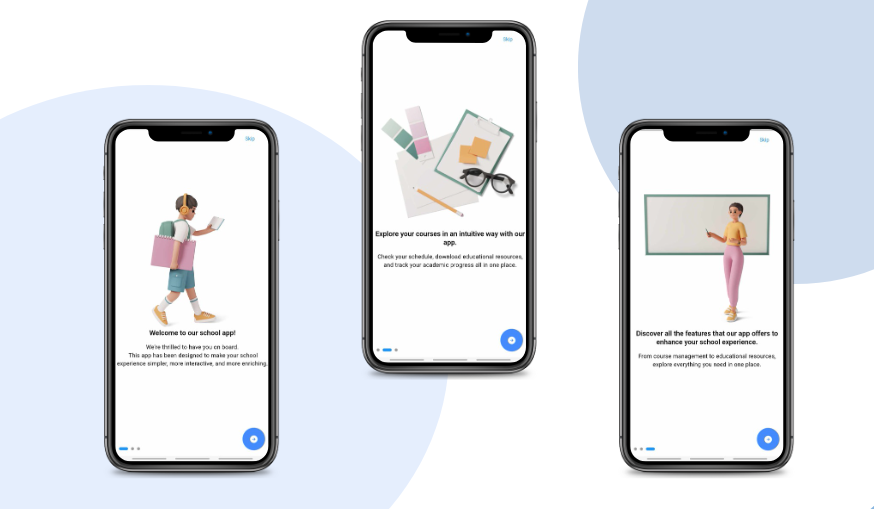 Skip
Welcome to our school app!
We're thrilled to have you on board.
This app has been designed to make your school
experience simpler, more interactive, and more enriching.
Skip
Explore your courses in an intuitive way with our
app.
Check your schedule, download educational resources,
and track your academic progress all in one place.
Skip
Discover all the features that our app offers to
enhance your school experience.
From course management to educational resources,
explore everything you need in one place.